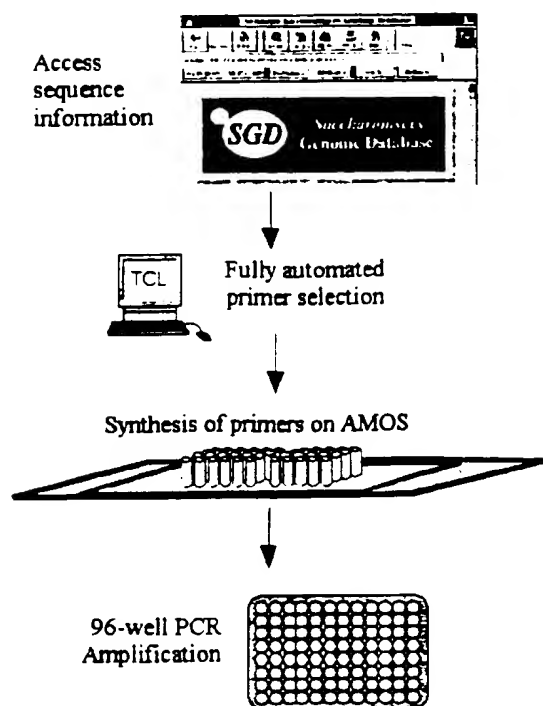 Access
sequence
information
SGD
Saccharomyces
Genome Database
TCL
Fully automated
primer selection
Synthesis of primers on AMOS
96-well PCR
Amplification